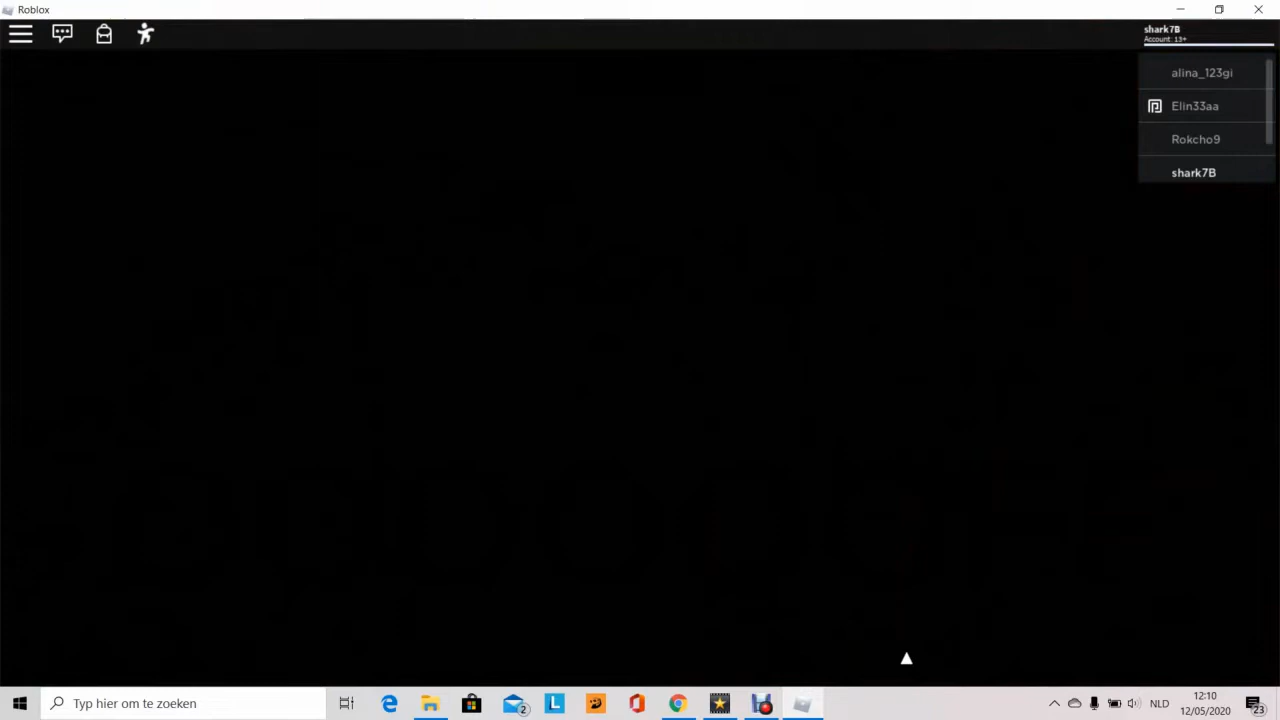 Roblox
shark7B
Account: 13+
alina_123gi
Elin33aa
Rokcho9
shark7B
Typ hier om te zoeken
2
L
NLD
12:10
12/05/2020
23